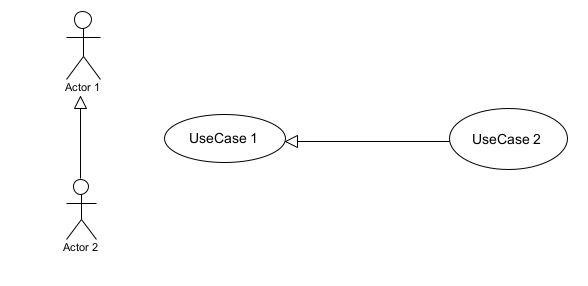 Actor 1
UseCase 1
UseCase 2
Actor 2